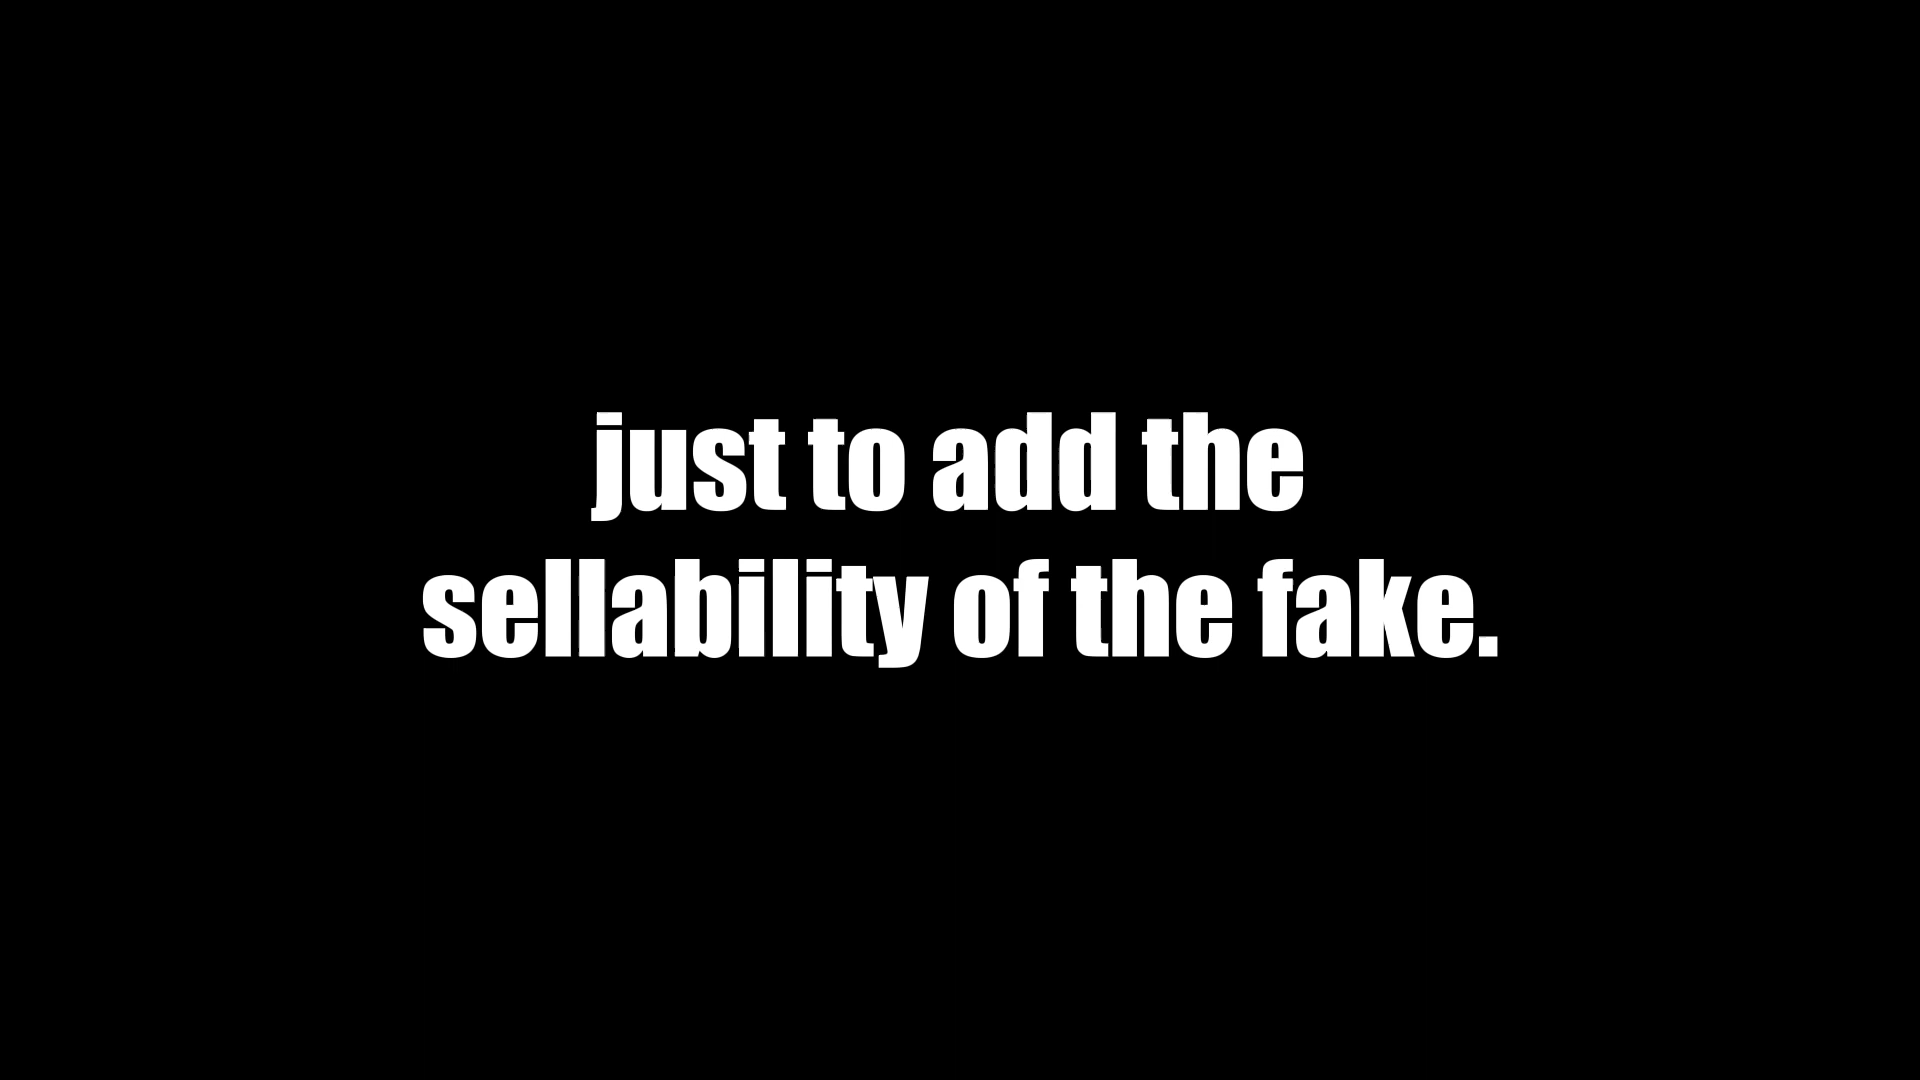 just to add the
sellability of the fake.